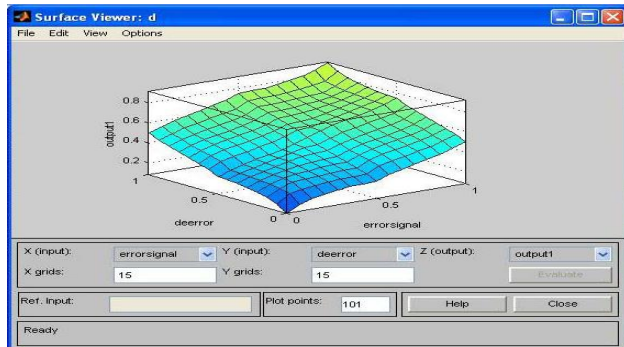 Surface Viewer: d
File Edit View Options
0.8
0.6
0.4
0.2
output1
1
0.5
0
deerror
0
0.5
1
errorsignal
X (input): errorsignal Y (input): deerror Z (output): output1
X grids: 15 Y grids: 15 Evaluate
Ref. Input: Plot points: 101 Help Close
Ready